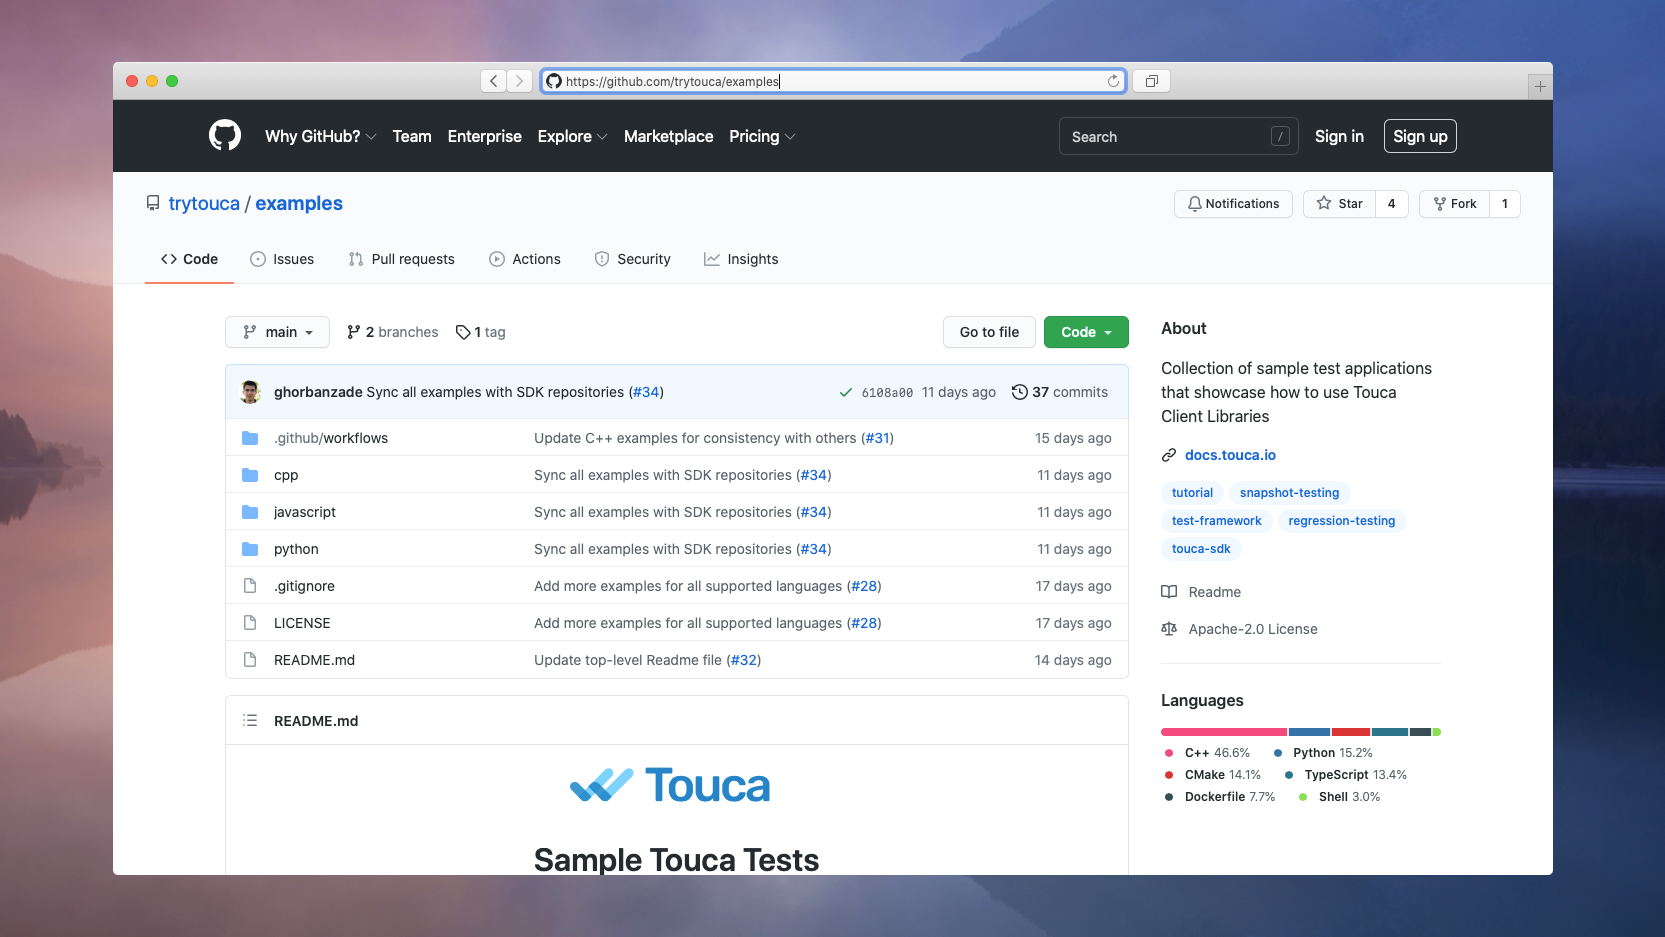 https://github.com/trytouca/examples
Why GitHub? Team Enterprise Explore Marketplace Pricing Search / Sign in Sign up
trytouca / examples Notifications Star 4 Fork 1
Code Issues Pull requests Actions Security Insights
main 2 branches 1 tag Go to file Code
ghorbanzade Sync all examples with SDK repositories (#34) 6108a00 11 days ago 37 commits
.github/workflows Update C++ examples for consistency with others (#31) 15 days ago
cpp Sync all examples with SDK repositories (#34) 11 days ago
javascript Sync all examples with SDK repositories (#34) 11 days ago
python Sync all examples with SDK repositories (#34) 11 days ago
.gitignore Add more examples for all supported languages (#28) 17 days ago
LICENSE Add more examples for all supported languages (#28) 17 days ago
README.md Update top-level Readme file (#32) 14 days ago
README.md
Touca
Sample Touca Tests
About
Collection of sample test applications
that showcase how to use Touca
Client Libraries
docs.touca.io
tutorial snapshot-testing
test-framework regression-testing
touca-sdk
Readme
Apache-2.0 License
Languages
C++ 46.6% Python 15.2%
CMake 14.1% TypeScript 13.4%
Dockerfile 7.7% Shell 3.0%